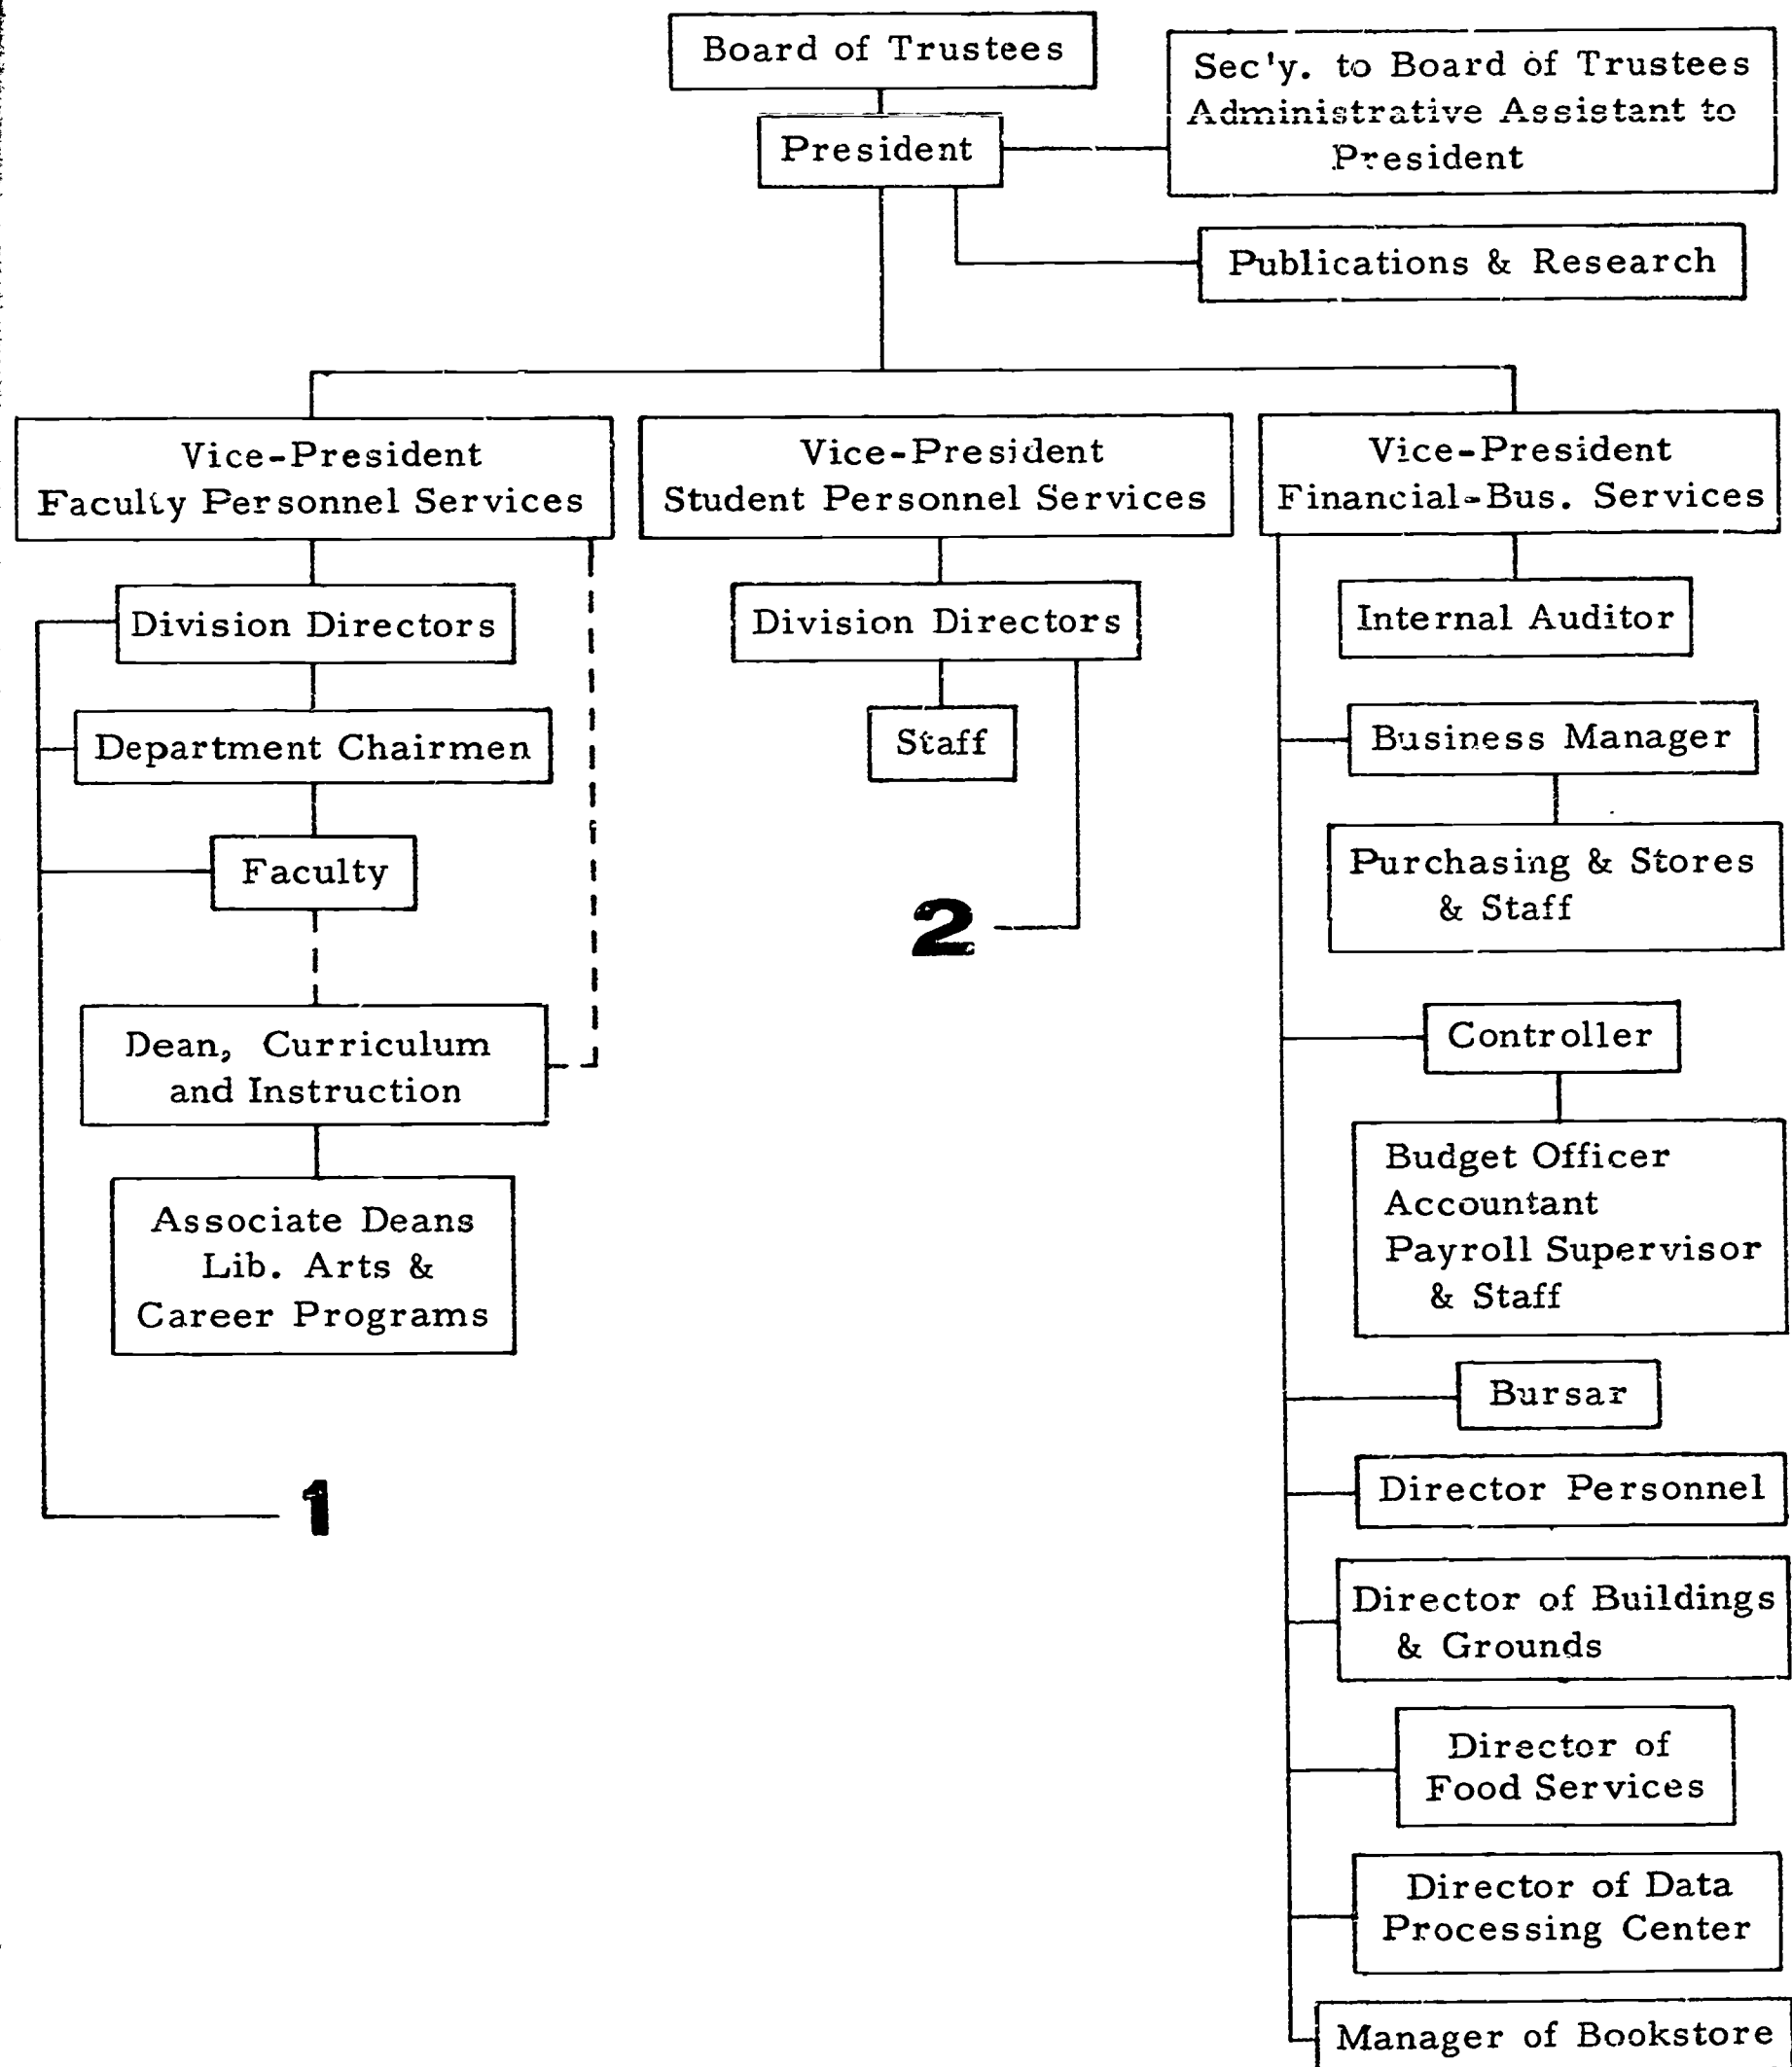 Board of Trustees
Sec'y. to Board of Trustees
Administrative Assistant to
President
President
Publications & Research
Vice-President
Faculty Personnel Services
Vice-President
Student Personnel Services
Vice-President
Financial-Bus. Services
Division Directors
Department Chairmen
Faculty
Dean, Curriculum
and Instruction
Associate Deans
Lib. Arts &
Career Programs
1
Division Directors
Staff
2
Internal Auditor
Business Manager
Purchasing & Stores
& Staff
Controller
Budget Officer
Accountant
Payroll Supervisor
& Staff
Bursar
Director Personnel
Director of Buildings
& Grounds
Director of
Food Services
Director of Data
Processing Center
Manager of Bookstore